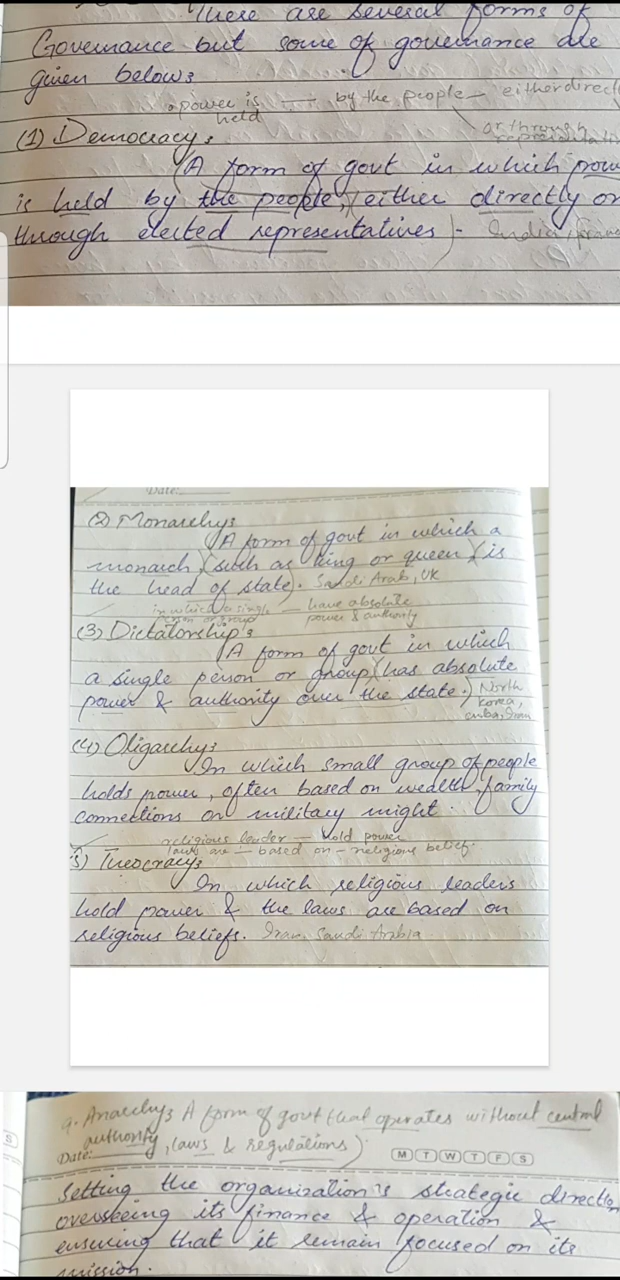 There are several forms of
Governance but some of governance are
given below:
power is held — by the people — either direct
or through
(1) Democracy:
(A form of govt in which pow
is held by the people) (either directly or
through elected representatives) - India,
Date:
(2) Monarchy:
(A form of govt in which a
monarch) (such as king or queen) (is
the head of state). Saudi Arab, UK
in which a single — have absolute
or group power & authority
(3) Dictatorship:
(A form of govt in which
a single person or group) (has absolute
power & authority over the state.) North
korea,
cuba, Iran
(4) Oligarchy:
In which small group of people
holds power, often based on wealth, family
connections or military might.
religious leader — hold power
laws are — based on — religious belief.
5) Theocracy:
In which religious leaders
hold power & the laws are based on
religious beliefs. Iran, Saudi Arabia
9. Anarchy: A form of govt that operates without central
authority, laws & regulations)
Date: M T W T F S
S
Setting the organization's strategic direction
overseeing its finance & operation &
ensuring that it remain focused on its
mission.